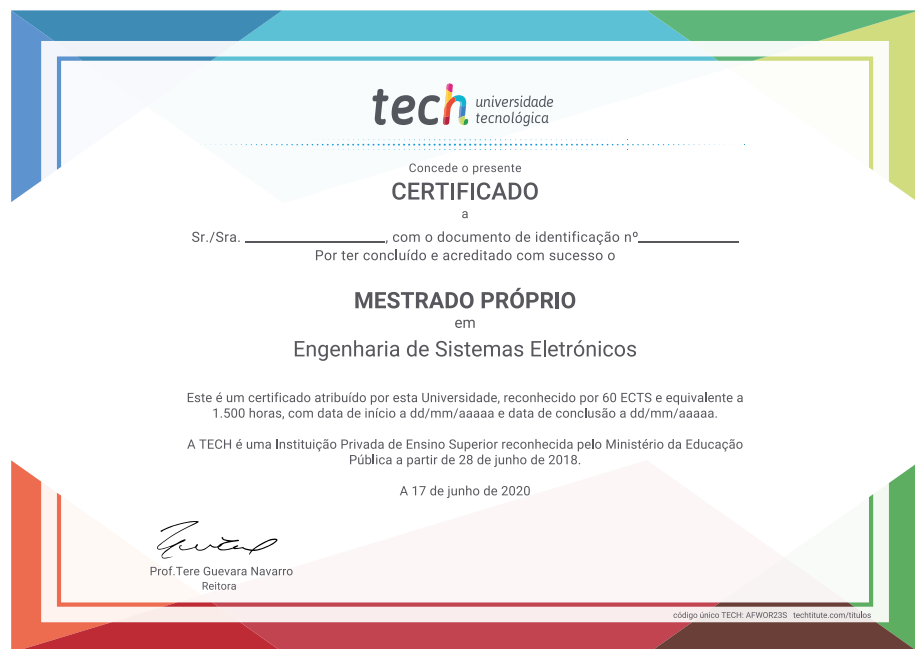 tech universidade
tecnológica
Concede o presente
CERTIFICADO
a
Sr./Sra. ____________________, com o documento de identificação nº______________
Por ter concluído e acreditado com sucesso o
MESTRADO PRÓPRIO
em
Engenharia de Sistemas Eletrónicos
Este é um certificado atribuído por esta Universidade, reconhecido por 60 ECTS e equivalente a
1.500 horas, com data de início a dd/mm/aaaaa e data de conclusão a dd/mm/aaaaa.
A TECH é uma Instituição Privada de Ensino Superior reconhecida pelo Ministério da Educação
Pública a partir de 28 de junho de 2018.
A 17 de junho de 2020
Prof.Tere Guevara Navarro
Reitora
código único TECH: AFWOR23S techtitute.com/titulos